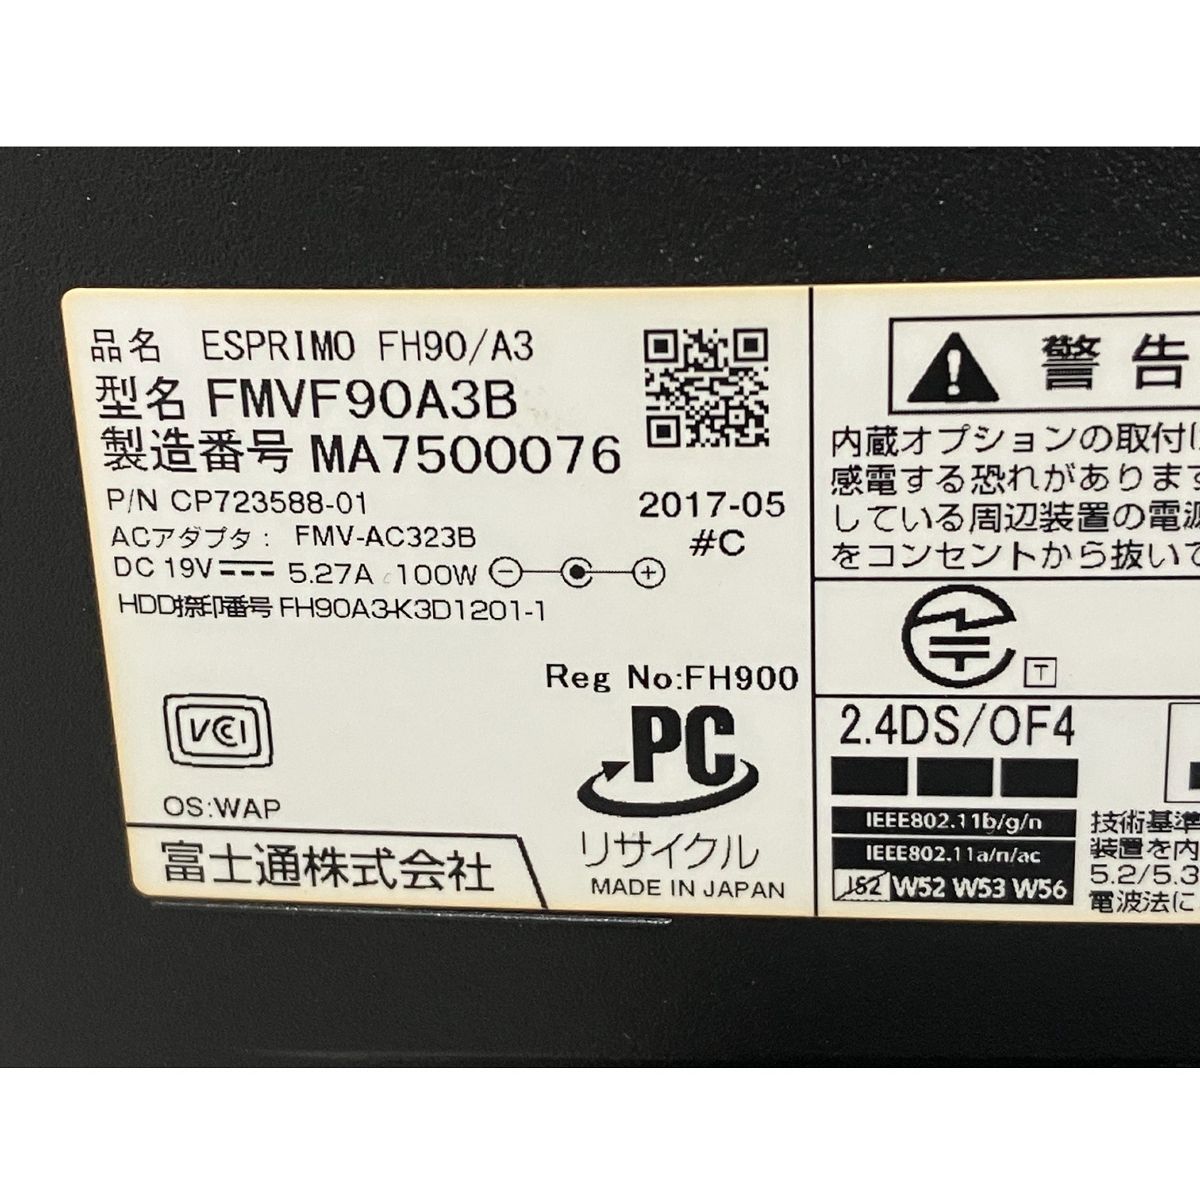 品名 ESPRIMO FH90/A3
型名 FMVF90A3B
製造番号 MA7500076
P/N CP723588-01
2017-05
ACアダプタ: FMV-AC323B
#C
DC 19V 5.27A 100W
HDD捺印番号 FH90A3-K3D1201-1
Reg No:FH900
VCCI
PC
OS:WAP
リサイクル
富士通株式会社
MADE IN JAPAN
警告
内蔵オプションの取付
感電する恐れがあります
している周辺装置の電源
をコンセントから抜いて
T
2.4DS/OF4
IEEE802.11b/g/n
IEEE802.11a/n/ac
J52 W52 W53 W56
技術基準
装置を内
5.2/5.3
電波法に